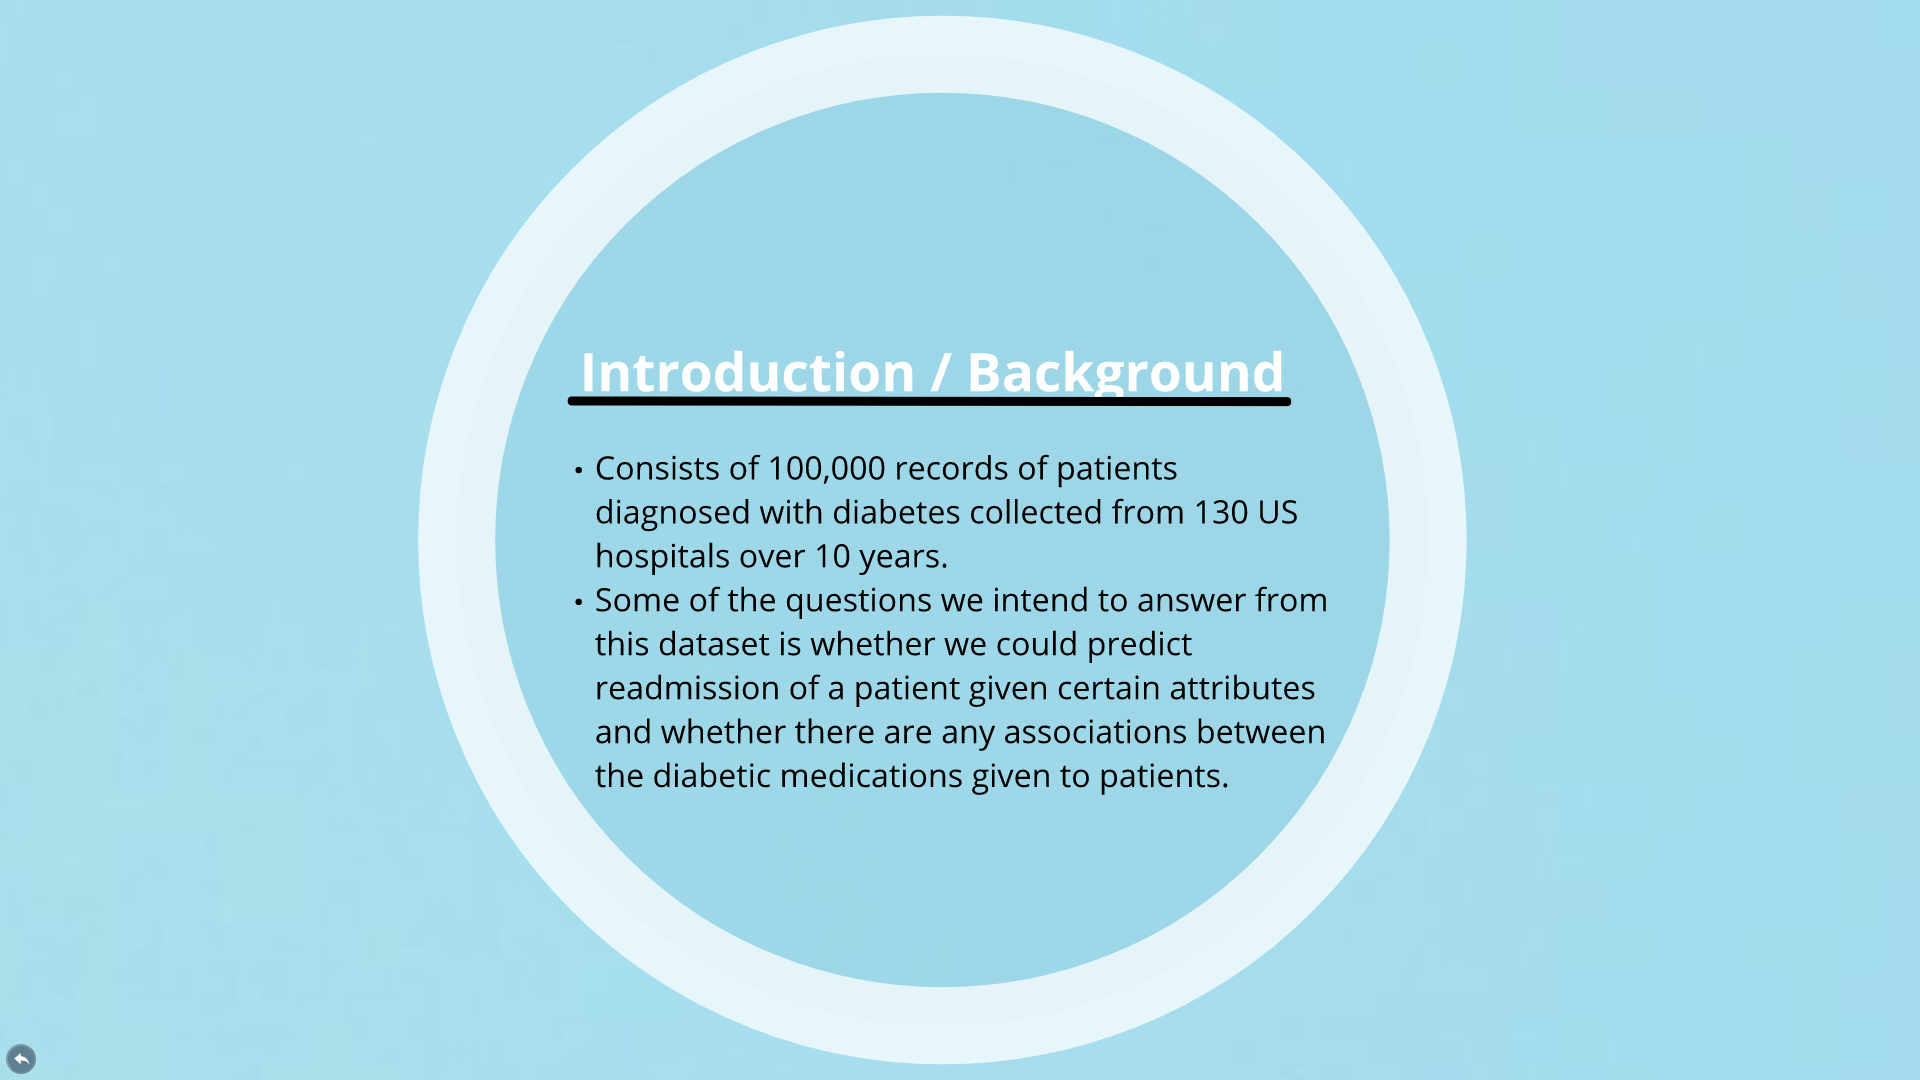 Introduction / Background
• Consists of 100,000 records of patients
diagnosed with diabetes collected from 130 US
hospitals over 10 years.
• Some of the questions we intend to answer from
this dataset is whether we could predict
readmission of a patient given certain attributes
and whether there are any associations between
the diabetic medications given to patients.